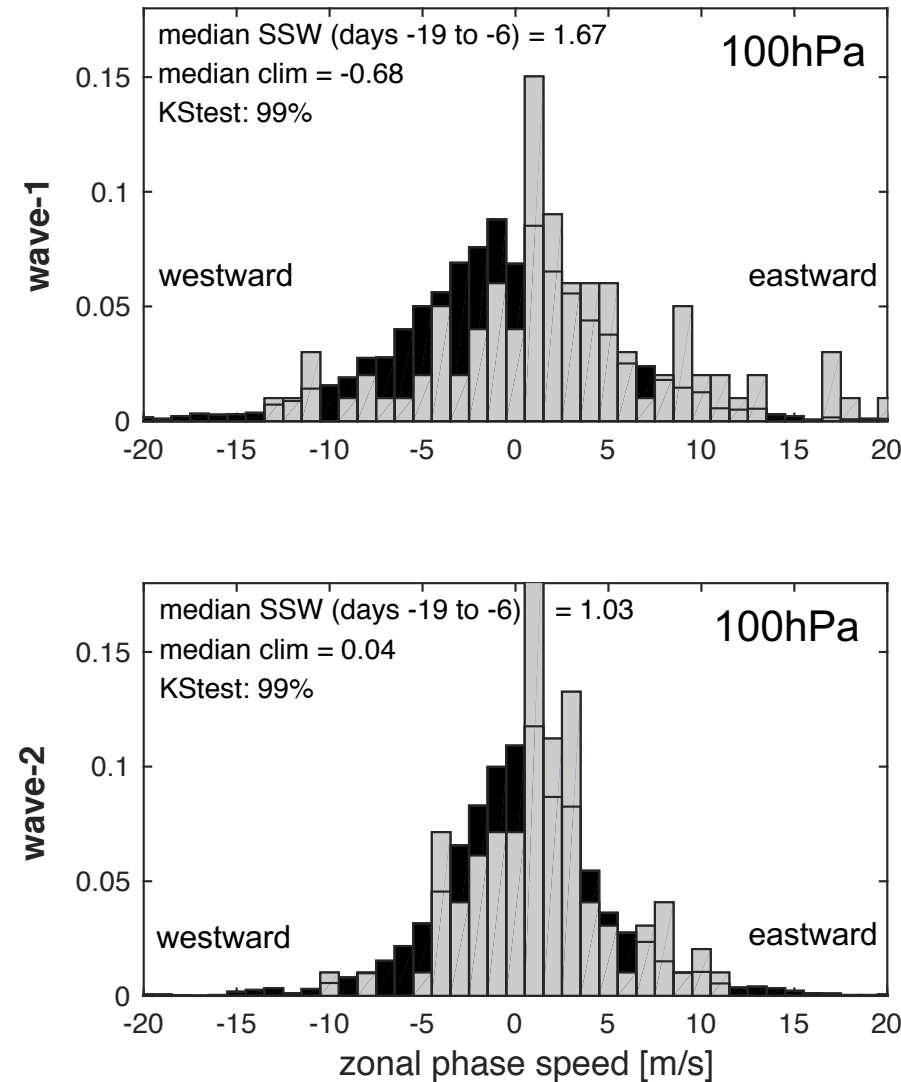 median SSW (days -19 to -6) = 1.67
100hPa
median clim = -0.68
KStest: 99%
0.15
0.1
0.05
0
wave-1
westward
eastward
-20 -15 -10 -5 0 5 10 15 20
median SSW (days -19 to -6) = 1.03
100hPa
median clim = 0.04
KStest: 99%
0.15
0.1
0.05
0
wave-2
westward
eastward
-20 -15 -10 -5 0 5 10 15 20
zonal phase speed [m/s]